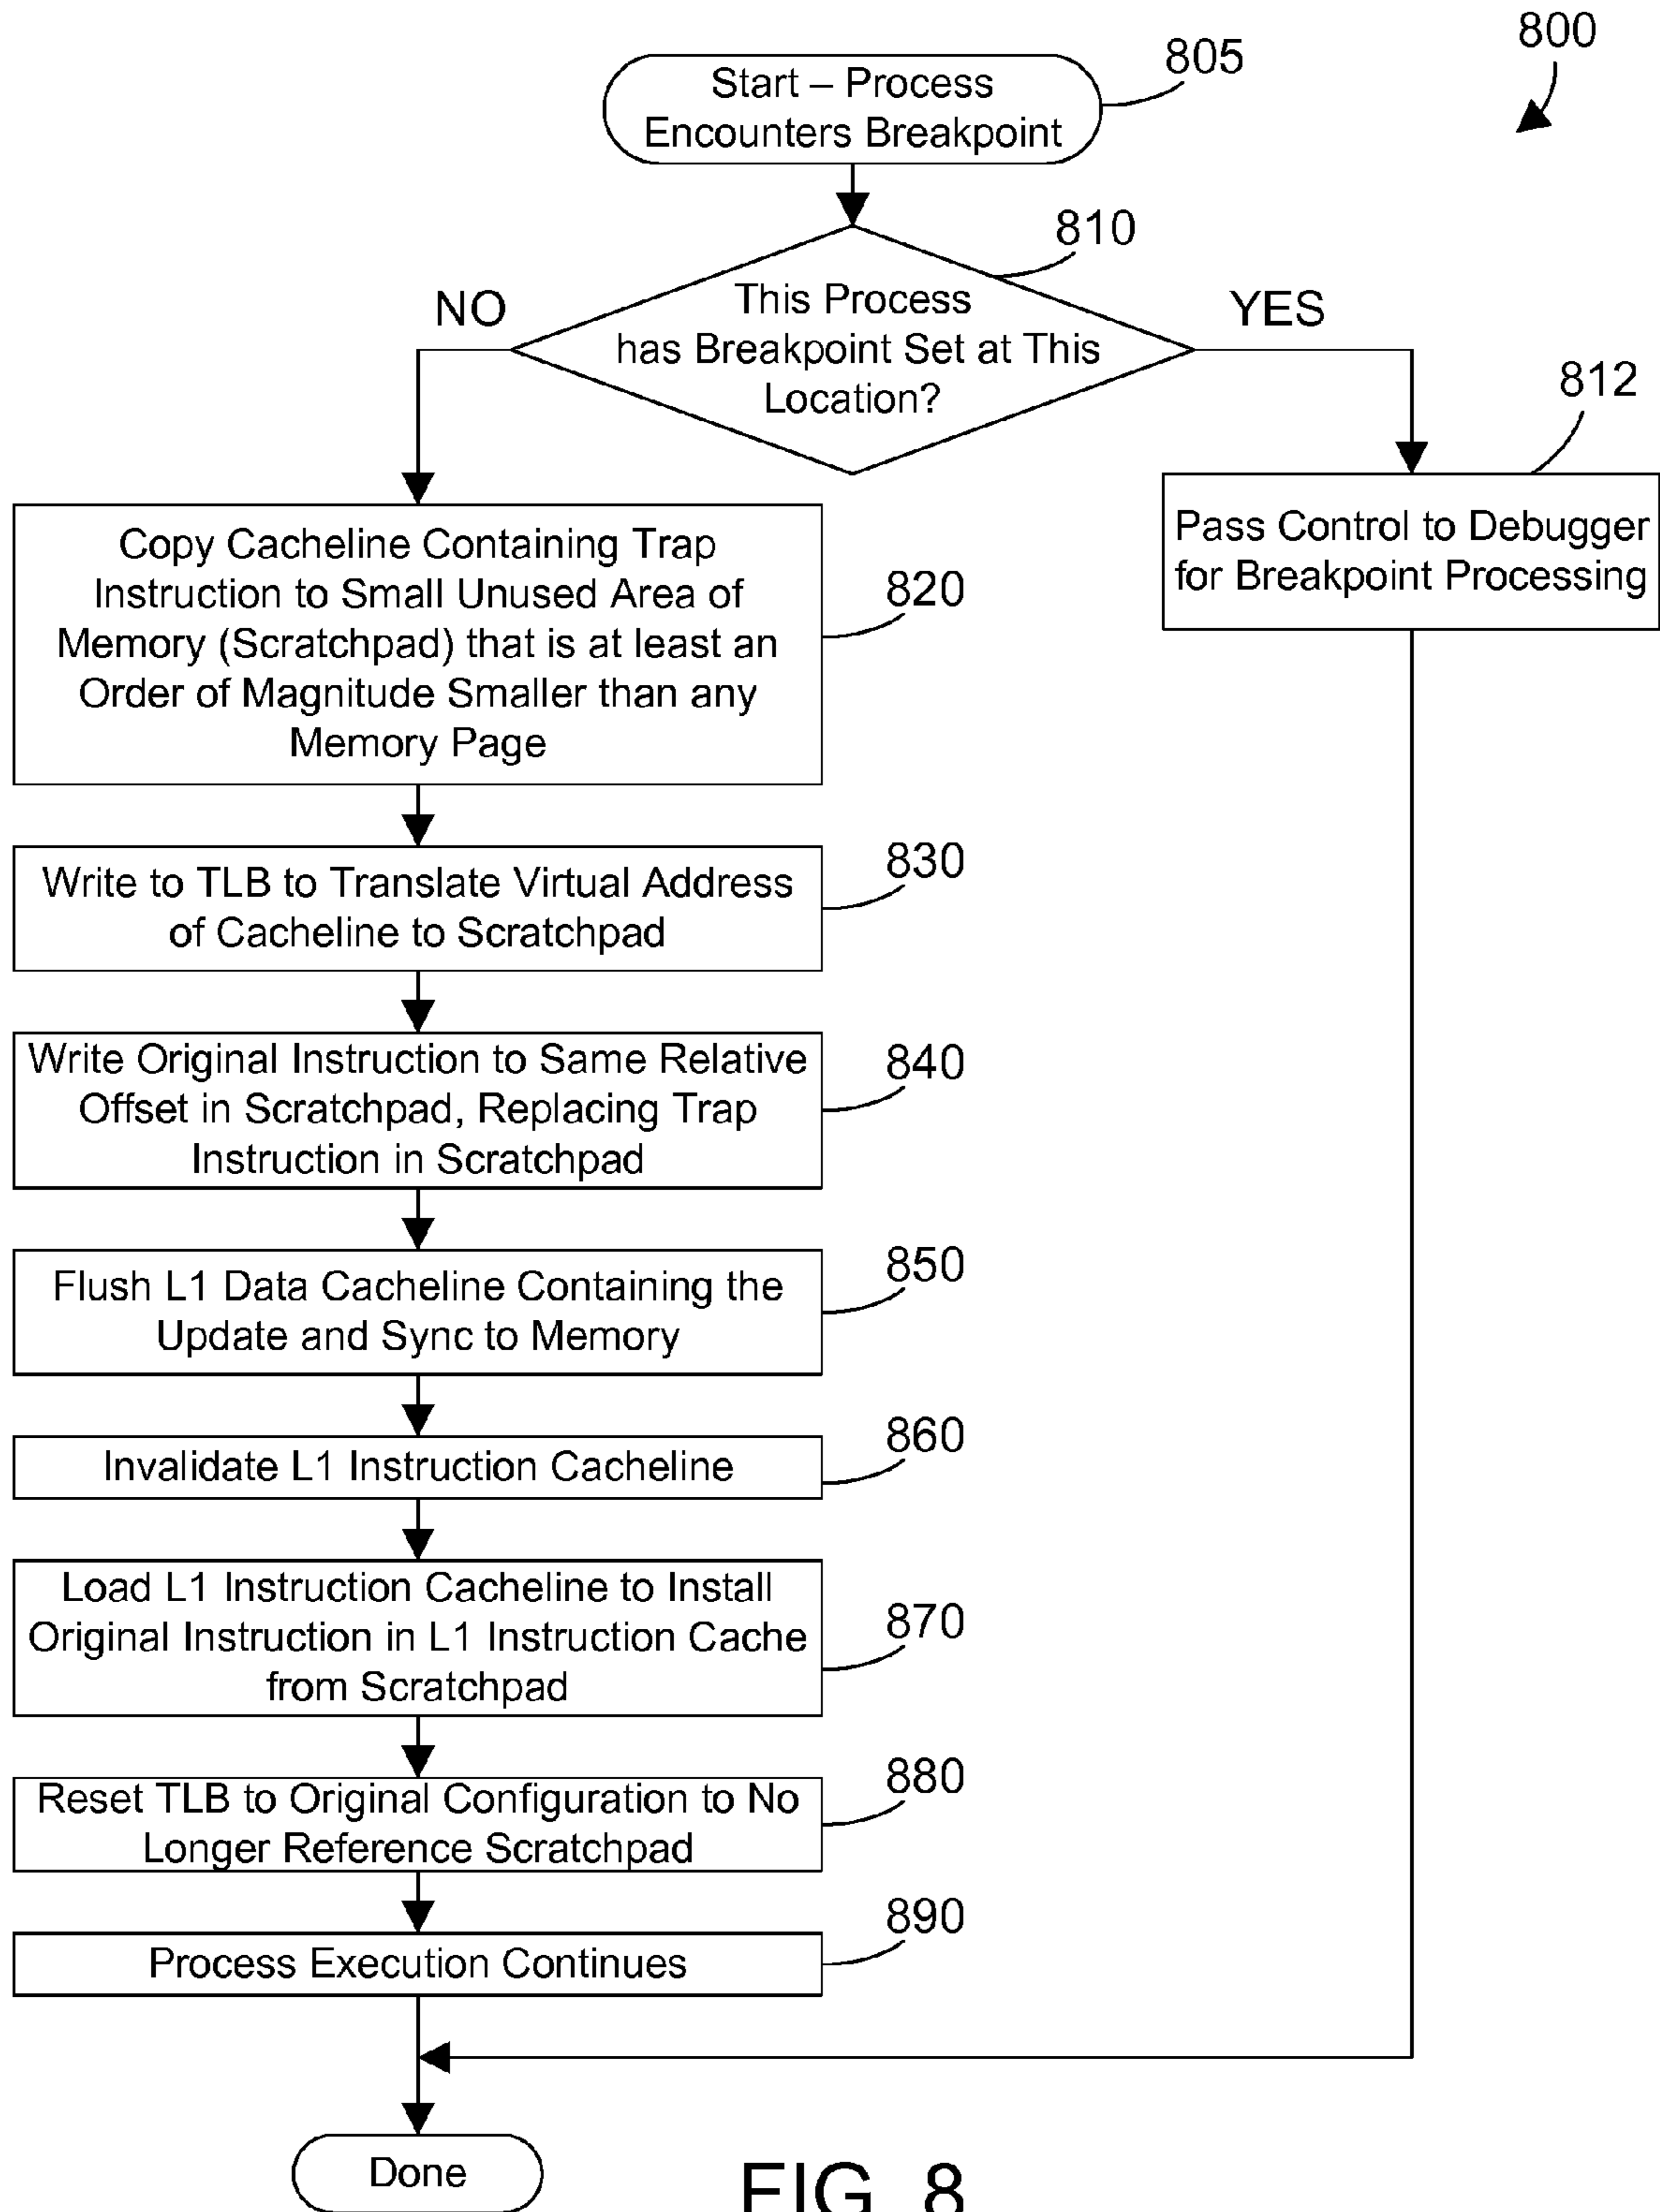 800
805
Start – Process
Encounters Breakpoint
810
NO
YES
This Process
has Breakpoint Set at This
Location?
812
Pass Control to Debugger
for Breakpoint Processing
Copy Cacheline Containing Trap
Instruction to Small Unused Area of
Memory (Scratchpad) that is at least an
Order of Magnitude Smaller than any
Memory Page
820
Write to TLB to Translate Virtual Address
of Cacheline to Scratchpad
830
Write Original Instruction to Same Relative
Offset in Scratchpad, Replacing Trap
Instruction in Scratchpad
840
Flush L1 Data Cacheline Containing the
Update and Sync to Memory
850
Invalidate L1 Instruction Cacheline
860
Load L1 Instruction Cacheline to Install
Original Instruction in L1 Instruction Cache
from Scratchpad
870
Reset TLB to Original Configuration to No
Longer Reference Scratchpad
880
Process Execution Continues
890
Done
FIG. 8